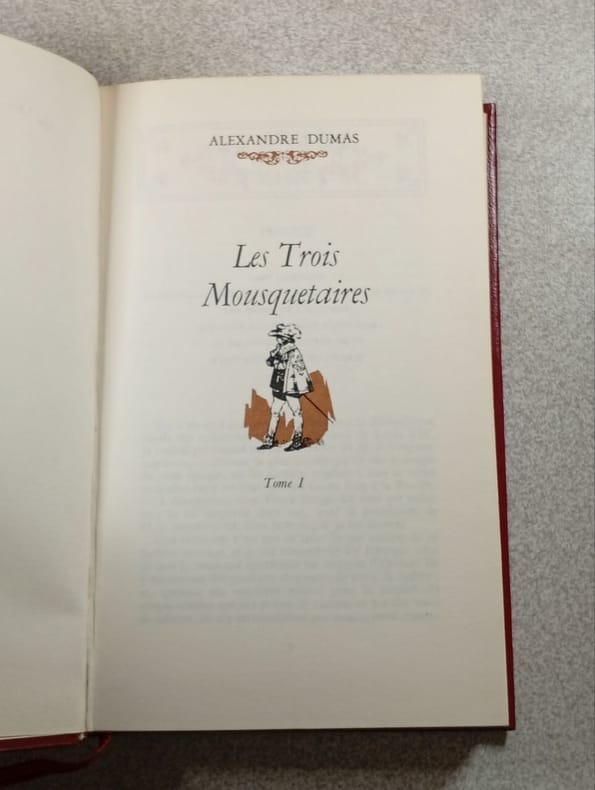 ALEXANDRE DUMAS
Les Trois
Mousquetaires
Tome I